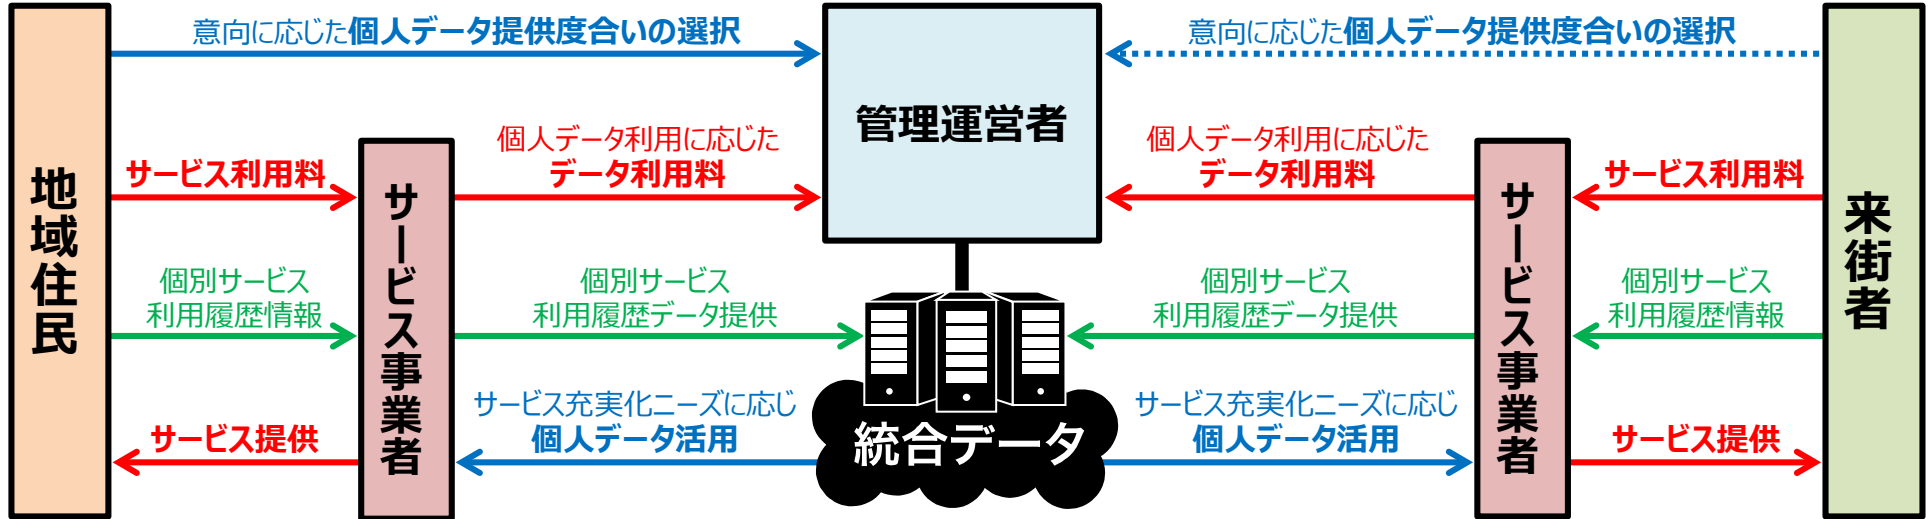 意向に応じた個人データ提供度合いの選択
意向に応じた個人データ提供度合いの選択
管理運営者
地域住民
サービス利用料
サービス事業者
個人データ利用に応じた
データ利用料
個人データ利用に応じた
データ利用料
サービス事業者
サービス利用料
来街者
個別サービス
利用履歴情報
個別サービス
利用履歴データ提供
個別サービス
利用履歴データ提供
個別サービス
利用履歴情報
サービス提供
サービス充実化ニーズに応じ
個人データ活用
統合データ
サービス充実化ニーズに応じ
個人データ活用
サービス提供